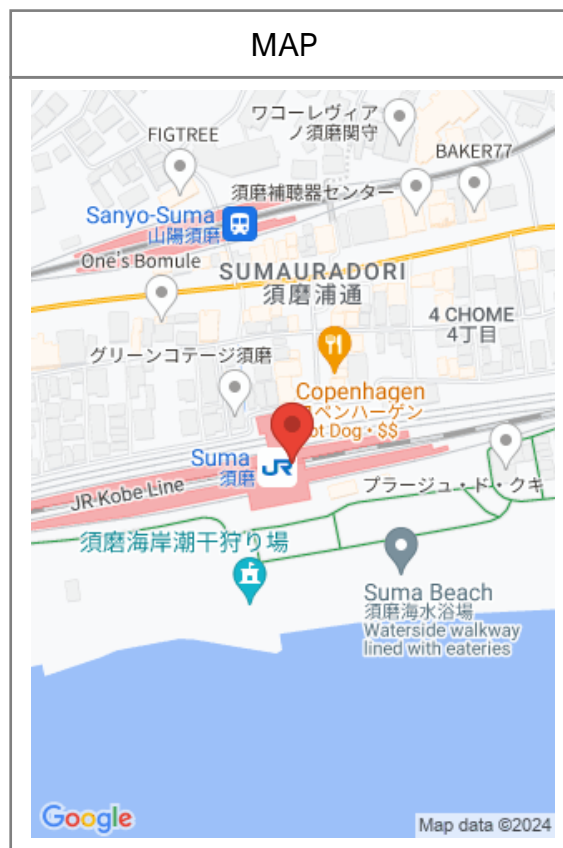 MAP
ワコーレヴィア
ノ須磨関守
FIGTREE
BAKER77
須磨補聴器センター
Sanyo-Suma
山陽須磨
One's Bomule
SUMAURADORI
須磨浦通
4 CHOME
4丁目
グリーンコテージ須磨
Copenhagen
ペンハーゲン
ot Dog • $$
Suma
須磨
JR
JR Kobe Line
プラージュ・ド・クキ
須磨海岸潮干狩り場
Suma Beach
須磨海水浴場
Waterside walkway
lined with eateries
Google
Map data ©2024